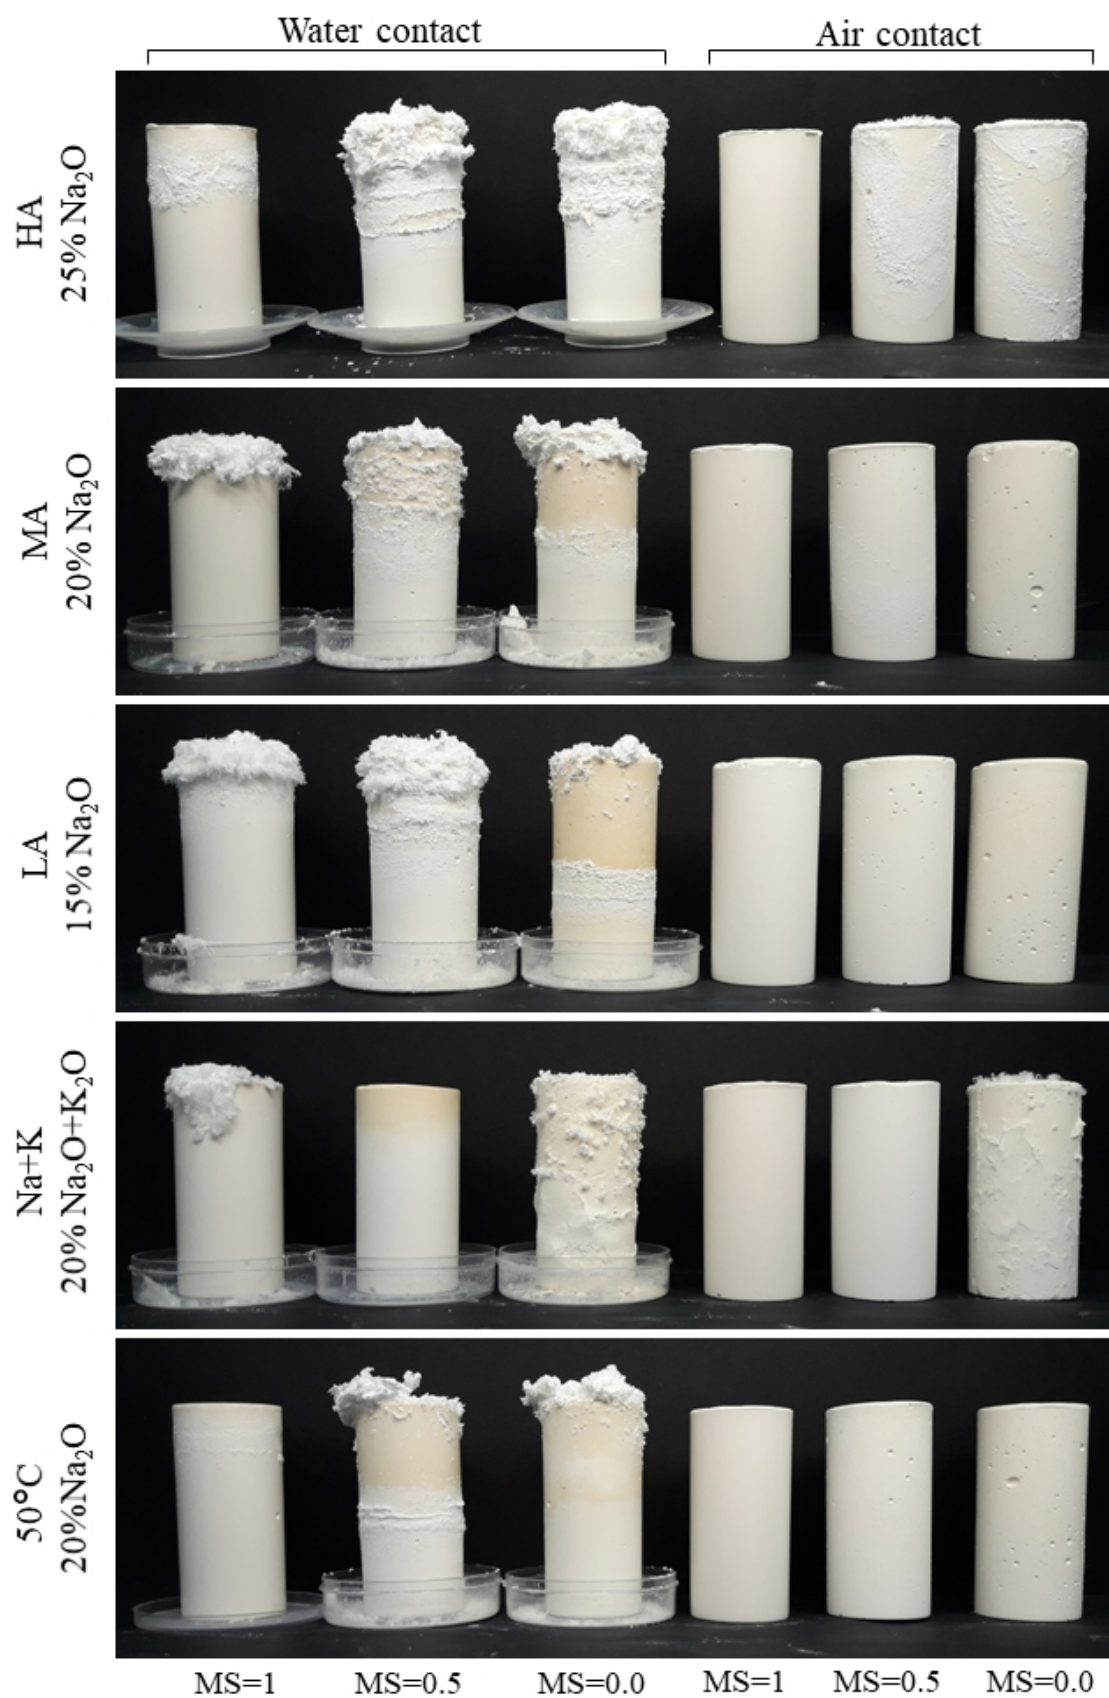 Water contact
Air contact
HA
25% Na₂O
MA
20% Na₂O
LA
15% Na₂O
Na+K
20% Na₂O+K₂O
50°C
20%Na₂O
MS=1 MS=0.5 MS=0.0 MS=1 MS=0.5 MS=0.0